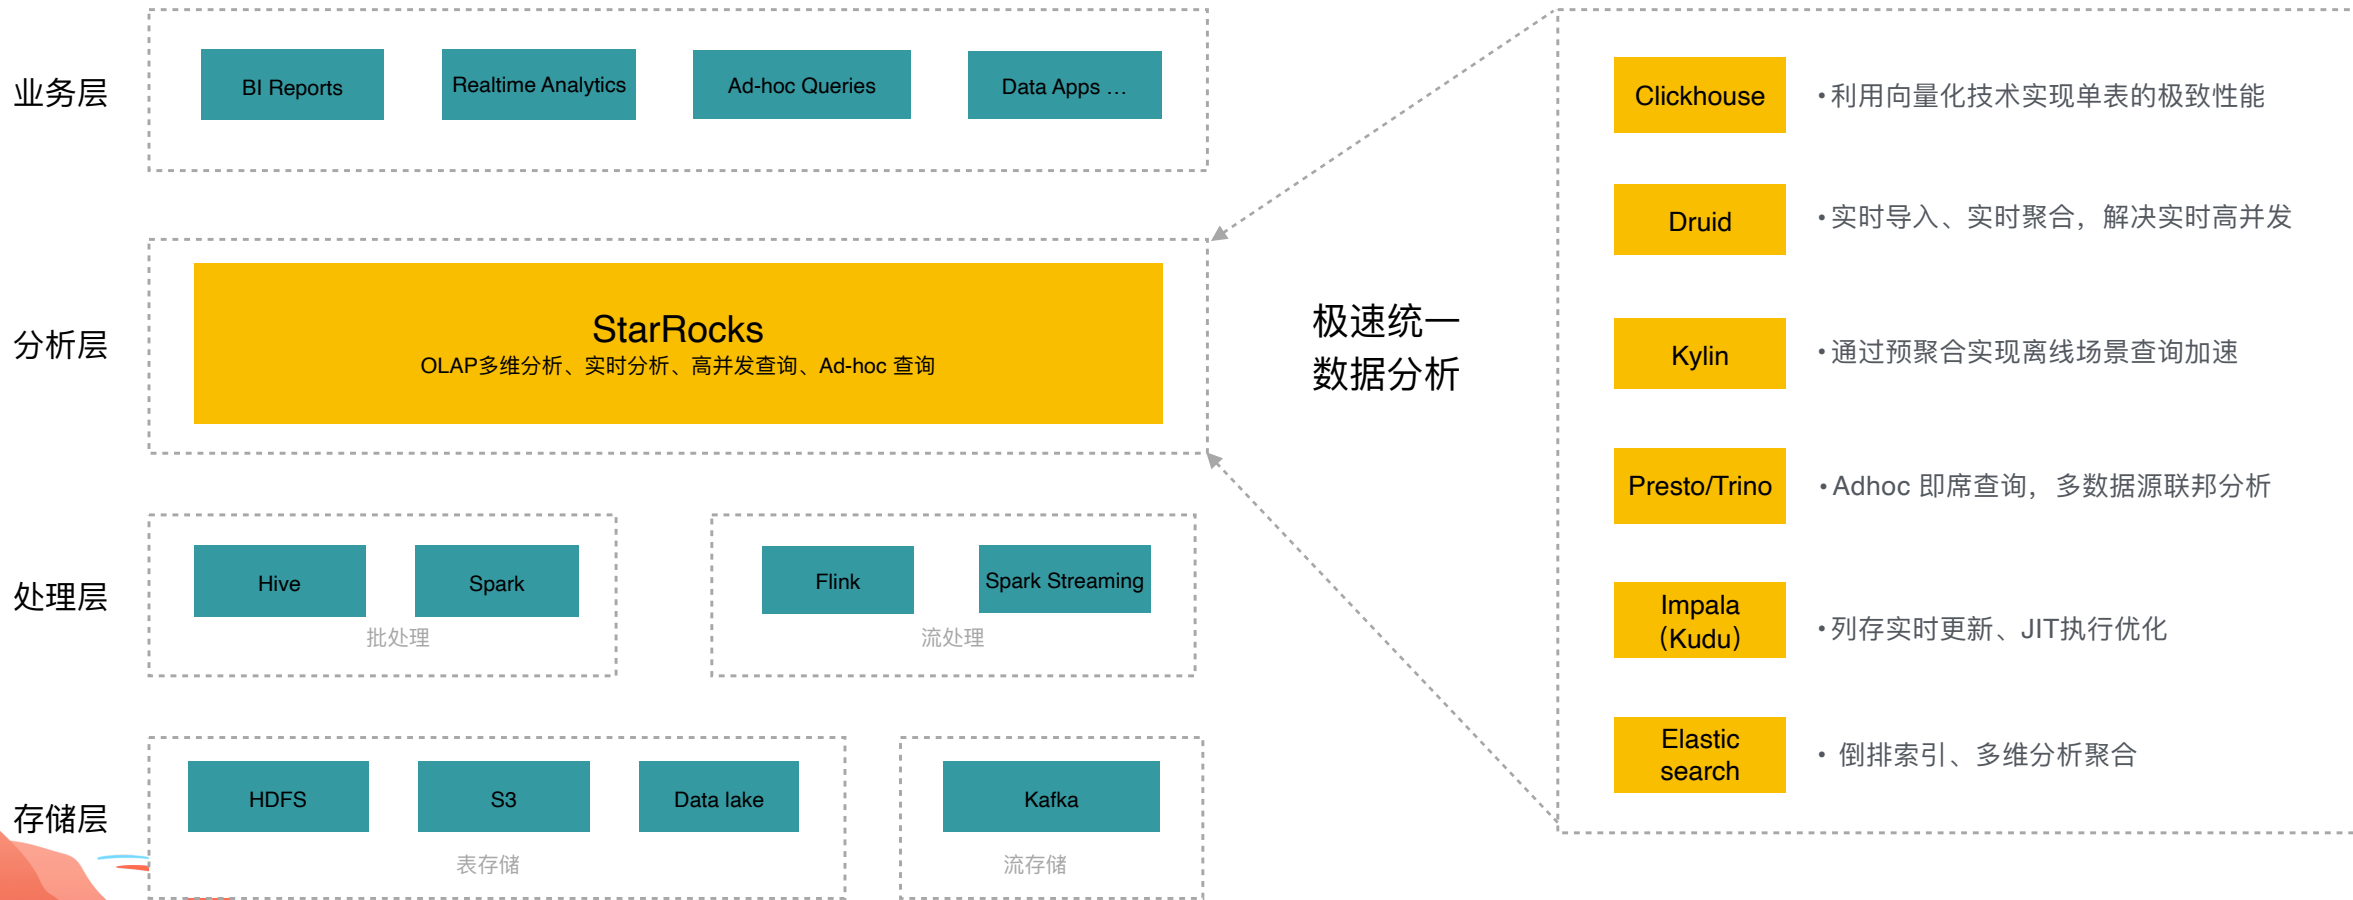 业务层
BI Reports
Realtime Analytics
Ad-hoc Queries
Data Apps …
分析层
StarRocks
OLAP多维分析、实时分析、高并发查询、Ad-hoc 查询
处理层
Hive
Spark
批处理
Flink
Spark Streaming
流处理
存储层
HDFS
S3
Data lake
表存储
Kafka
流存储
极速统一
数据分析
Clickhouse
•利用向量化技术实现单表的极致性能
Druid
•实时导入、实时聚合，解决实时高并发
Kylin
•通过预聚合实现离线场景查询加速
Presto/Trino
•Adhoc 即席查询，多数据源联邦分析
Impala
（Kudu）
•列存实时更新、JIT执行优化
Elastic
search
• 倒排索引、多维分析聚合